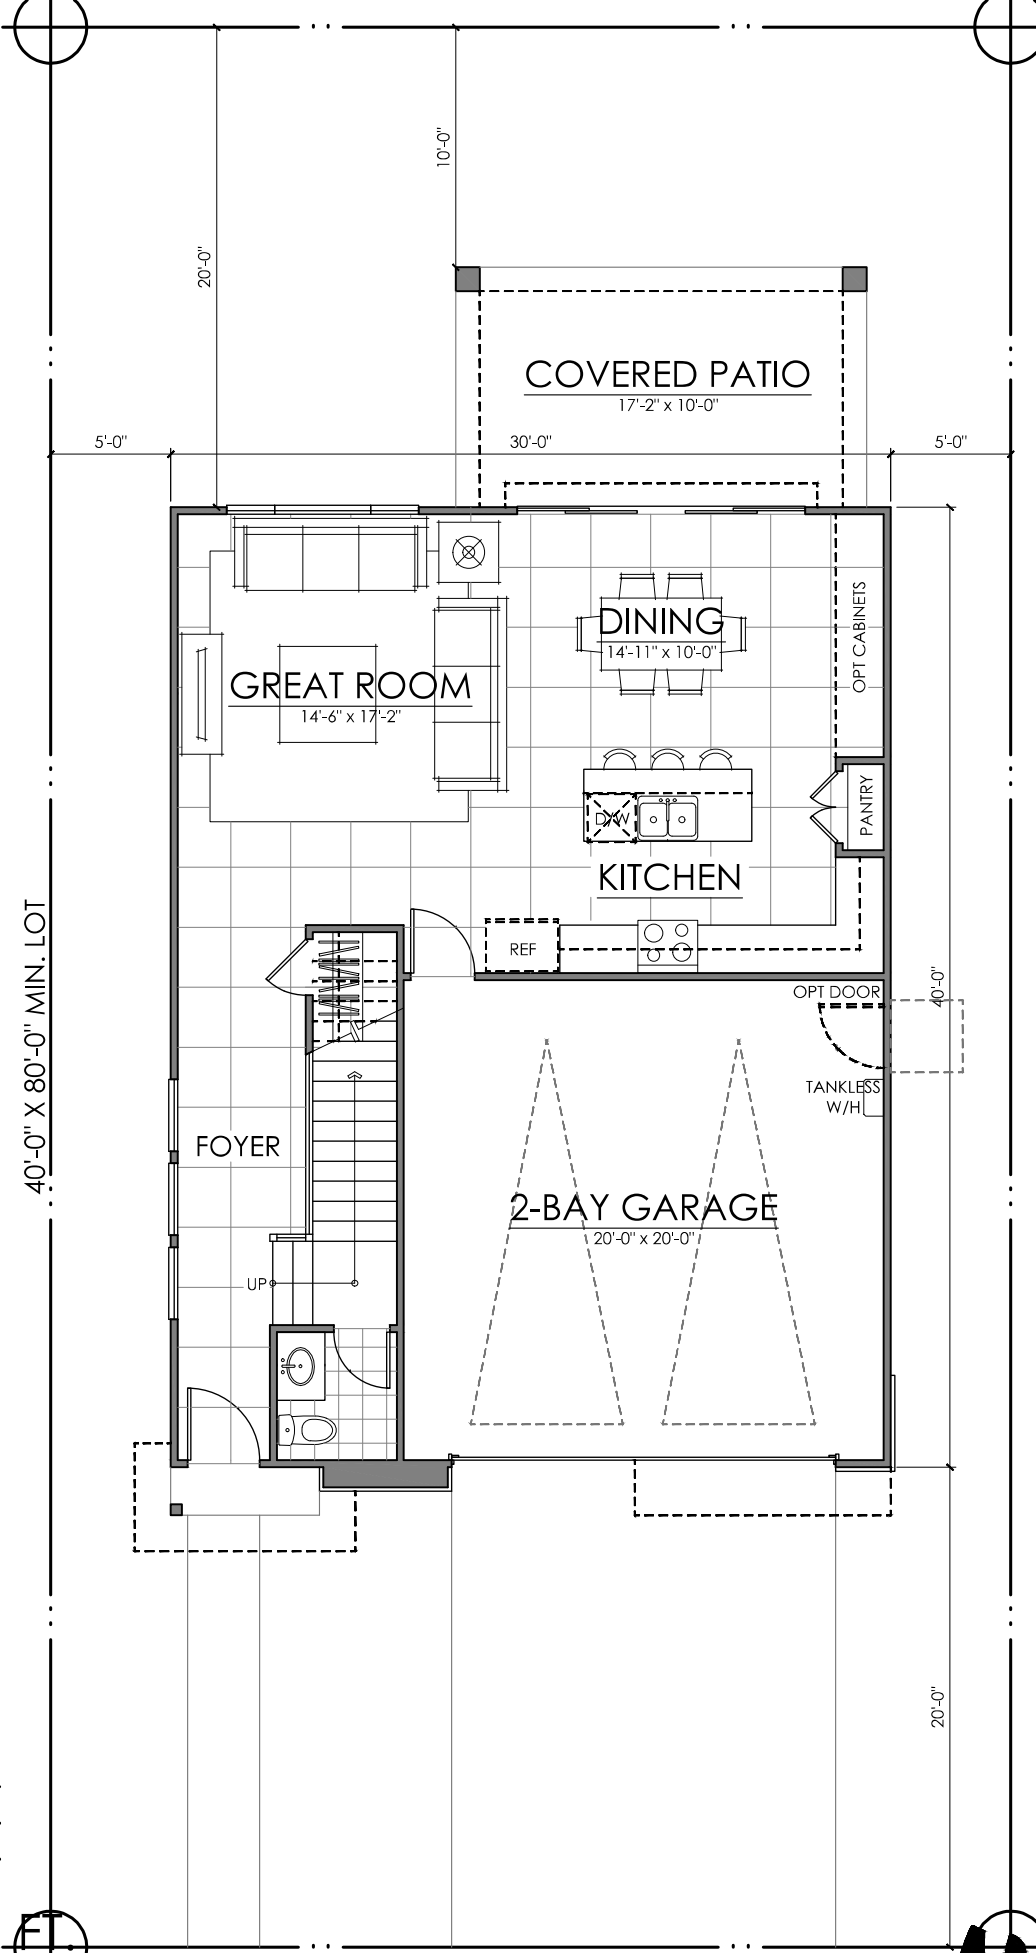 10'-0"
20'-0"
COVERED PATIO
17'-2" x 10'-0"
5'-0"
30'-0"
5'-0"
DINING
14'-11" x 10'-0"
OPT CABINETS
GREAT ROOM
14'-6" x 17'-2"
PANTRY
D/W
KITCHEN
40'-0" X 80'-0" MIN. LOT
REF
OPT DOOR
40'-0"
TANKLESS
W/H
FOYER
2-BAY GARAGE
20'-0" x 20'-0"
UP
20'-0"
FT.